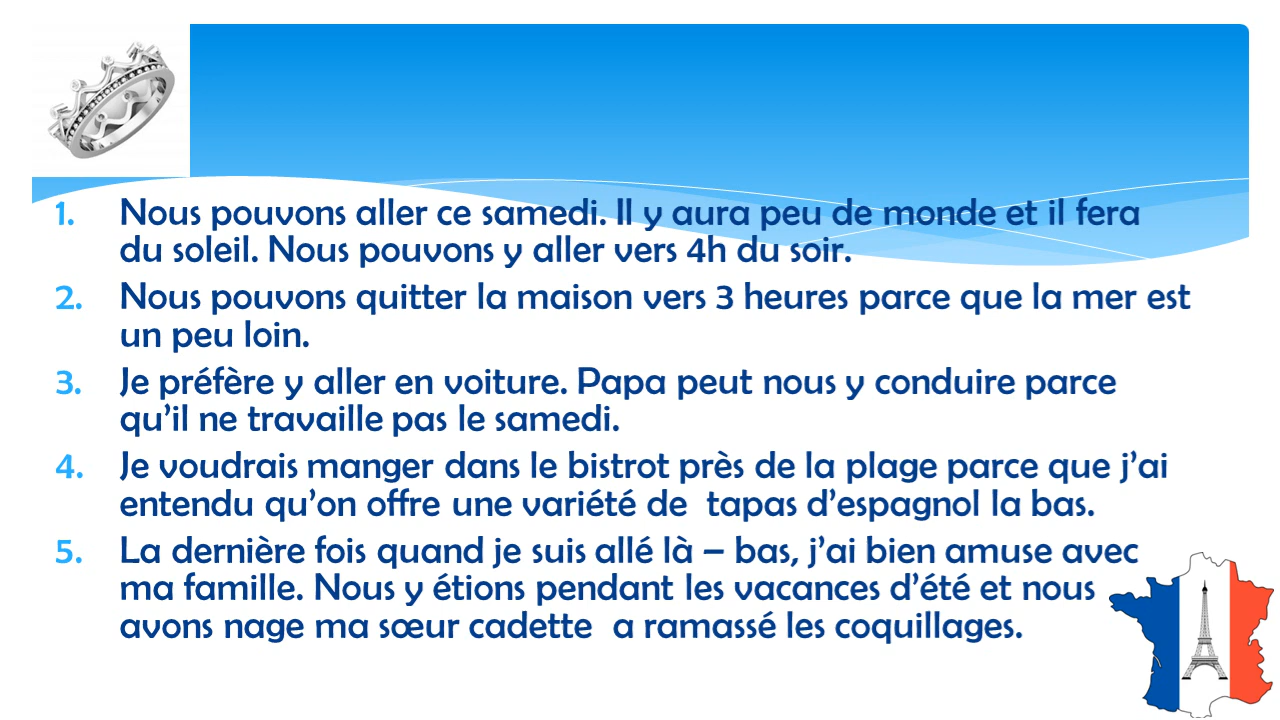 1. Nous pouvons aller ce samedi. Il y aura peu de monde et il fera
du soleil. Nous pouvons y aller vers 4h du soir.
2. Nous pouvons quitter la maison vers 3 heures parce que la mer est
un peu loin.
3. Je préfère y aller en voiture. Papa peut nous y conduire parce
qu’il ne travaille pas le samedi.
4. Je voudrais manger dans le bistrot près de la plage parce que j’ai
entendu qu’on offre une variété de  tapas d’espagnol la bas.
5. La dernière fois quand je suis allé là – bas, j’ai bien amuse avec
ma famille. Nous y étions pendant les vacances d’été et nous
avons nage ma sœur cadette  a ramassé les coquillages.